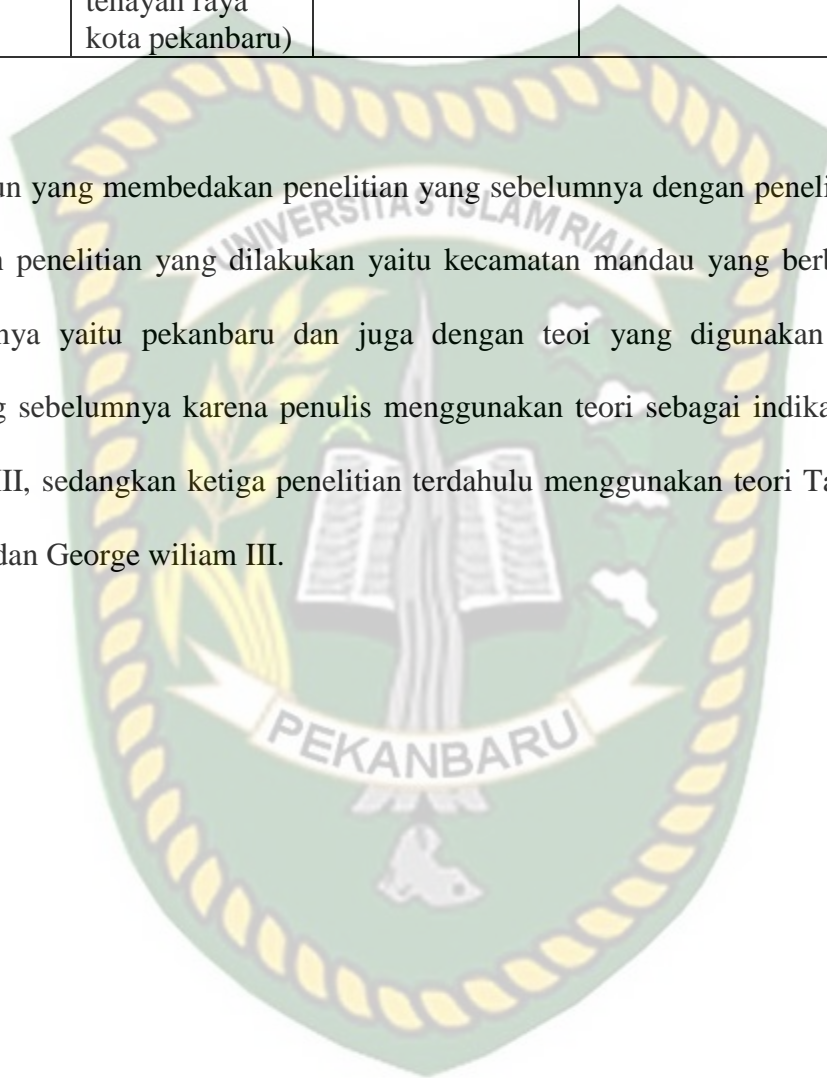 tenayan raya
kota pekanbaru)
un yang membedakan penelitian yang sebelumnya dengan peneli
penelitian yang dilakukan yaitu kecamatan mandau yang berb
nya yaitu pekanbaru dan juga dengan teoi yang digunakan
sebelumnya karena penulis menggunakan teori sebagai indika
III, sedangkan ketiga penelitian terdahulu menggunakan teori Ta
dan George wiliam III.
UNIVERSITAS ISLAM RIAU
PEKANBARU